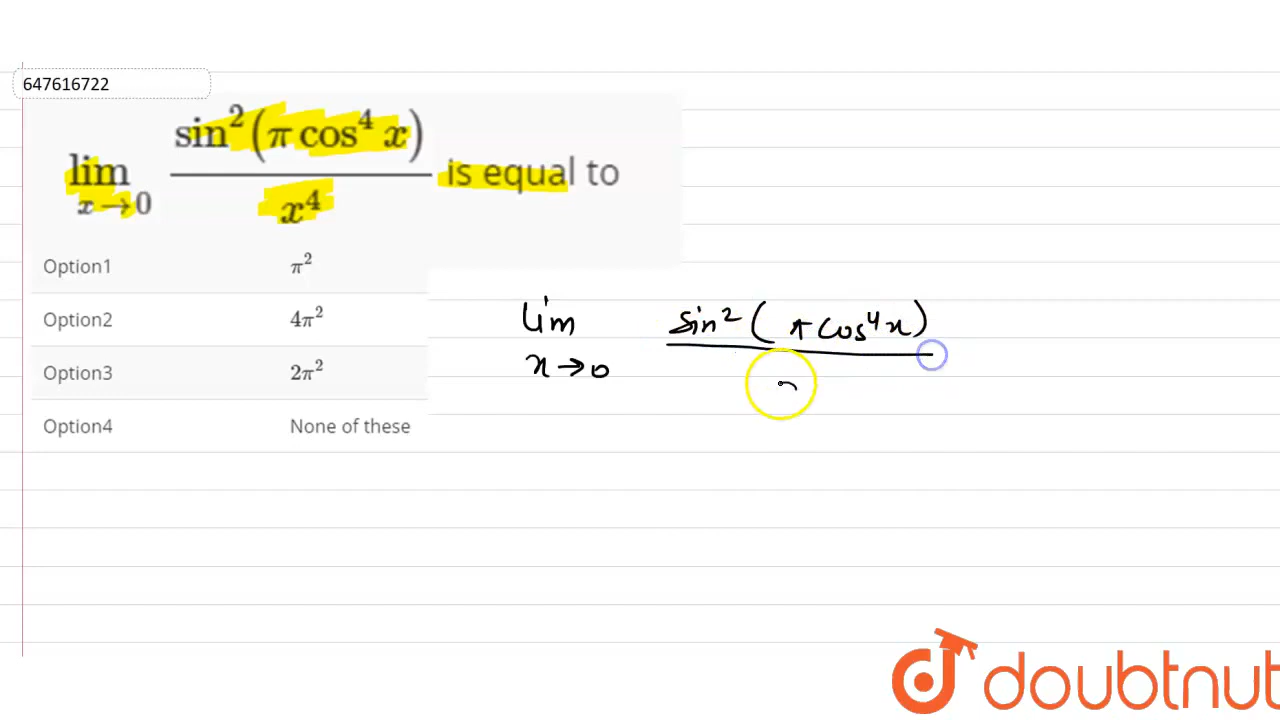 647616722
lim x→0 sin²(π cos⁴ x) / x⁴ is equal to
Option1 π²
Option2 4π²
Option3 2π²
Option4 None of these
lim x→0 sin²(π cos⁴x)
doubtnut